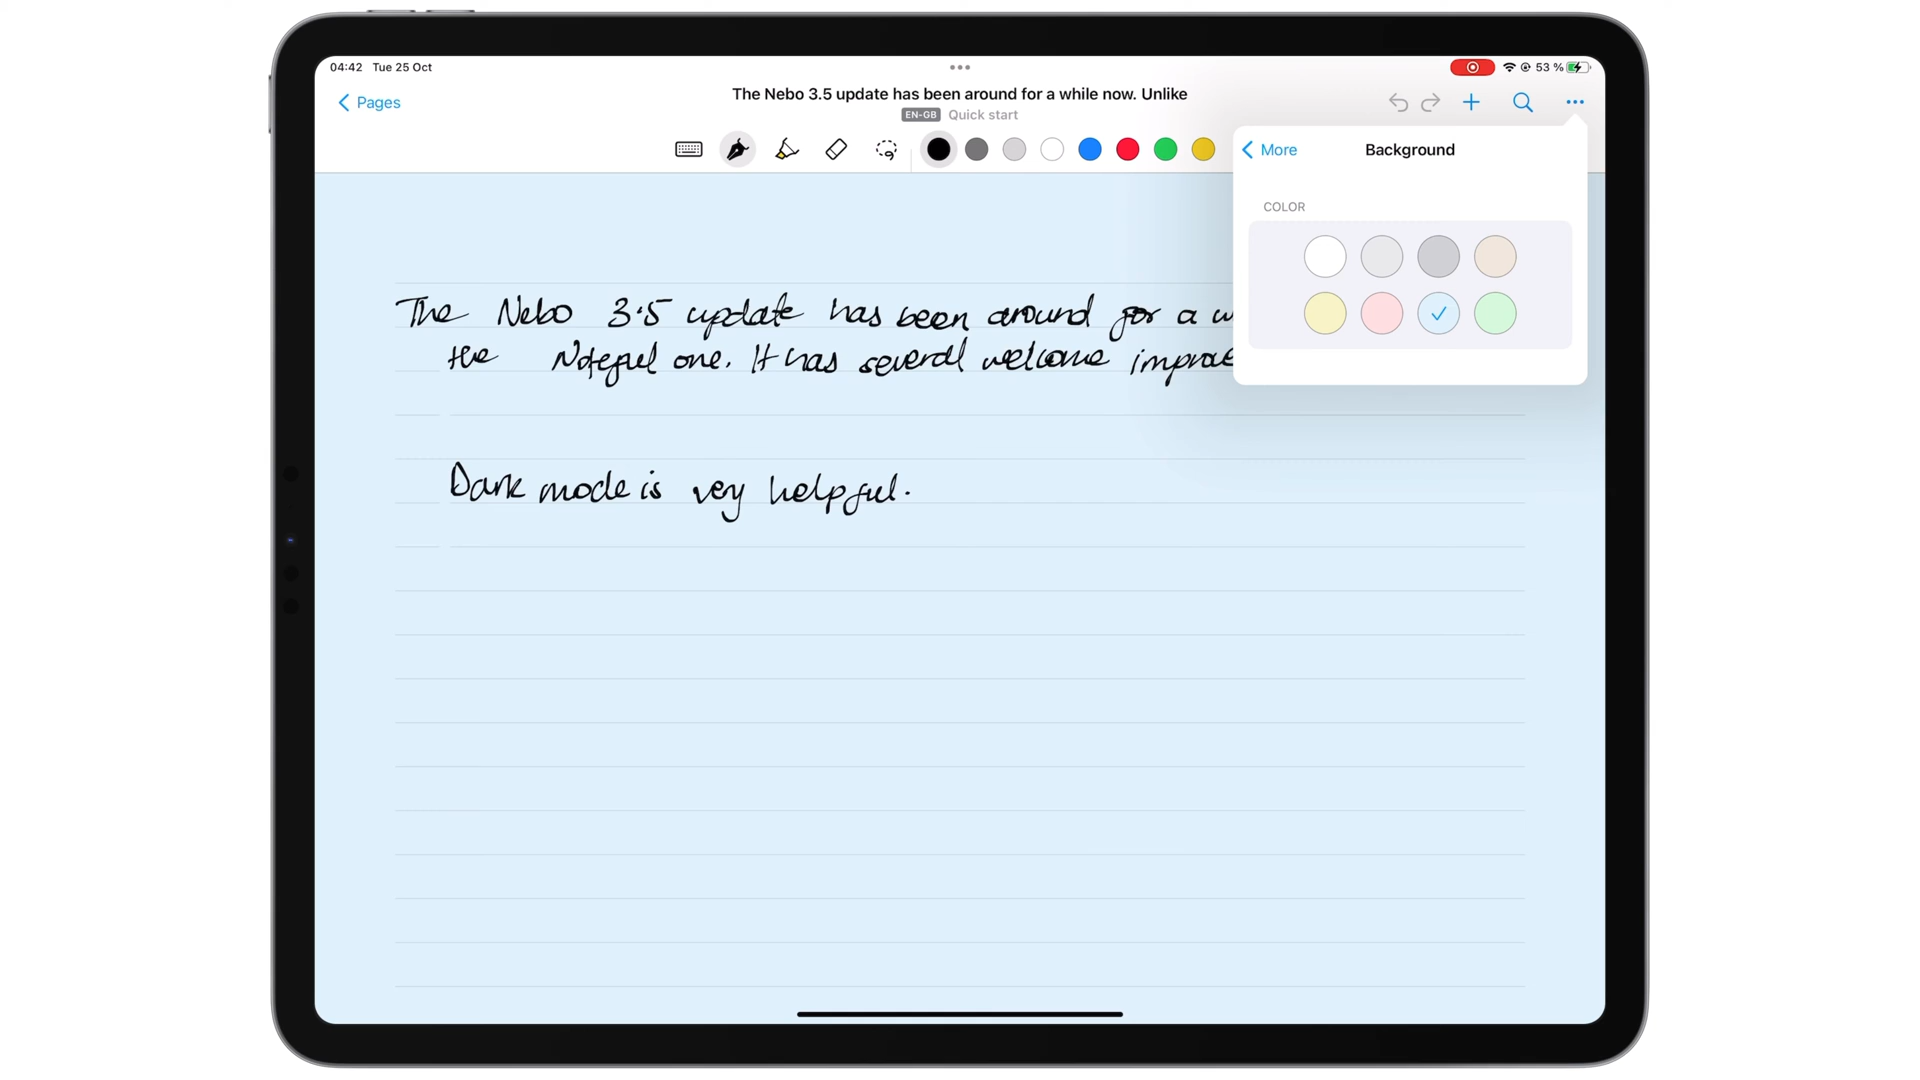 04:42 Tue 25 Oct
53 %
Pages
The Nebo 3.5 update has been around for a while now. Unlike
EN-GB Quick start
More
Background
COLOR
The Nebo 3.5 update has been around for a w
the Noteful one. It has several welcome improve
Dark mode is very helpful.